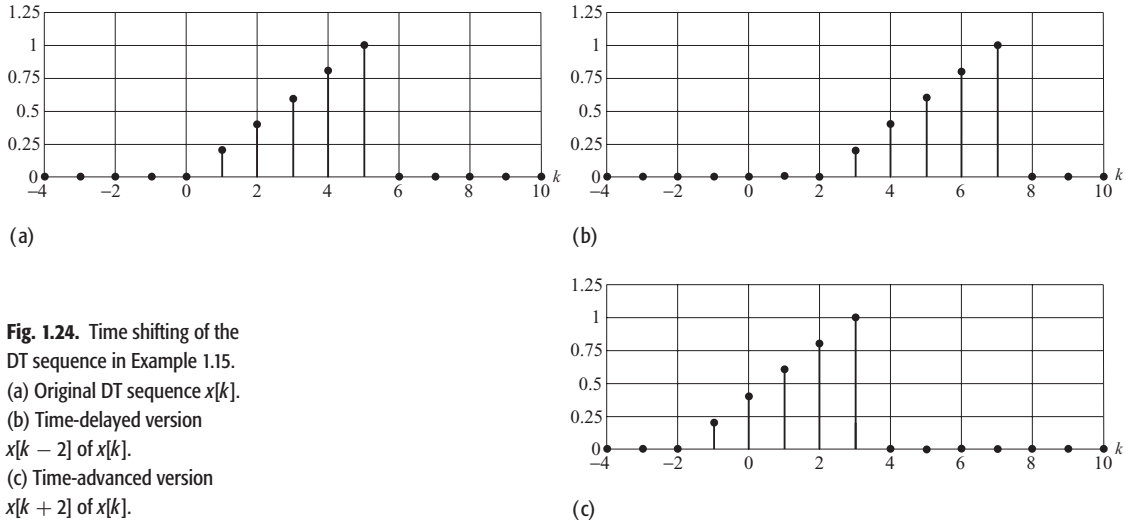 1.25
1
0.75
0.5
0.25
0
−4 −2 0 2 4 6 8 10 k
(a)
1.25
1
0.75
0.5
0.25
0
−4 −2 0 2 4 6 8 10 k
(b)
Fig. 1.24. Time shifting of the
DT sequence in Example 1.15.
(a) Original DT sequence x[k].
(b) Time-delayed version
x[k − 2] of x[k].
(c) Time-advanced version
x[k + 2] of x[k].
1.25
1
0.75
0.5
0.25
0
−4 −2 0 2 4 6 8 10 k
(c)